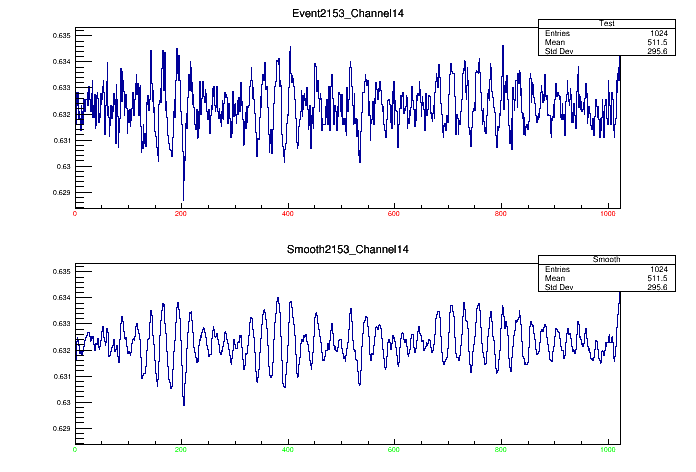 Event2153_Channel14
Test
Entries 1024
Mean 511.5
Std Dev 295.6
0.635
0.634
0.633
0.632
0.631
0.63
0.629
0 200 400 600 800 1000
Smooth2153_Channel14
Smooth
Entries 1024
Mean 511.5
Std Dev 295.6
0.635
0.634
0.633
0.632
0.631
0.63
0.629
0 200 400 600 800 1000